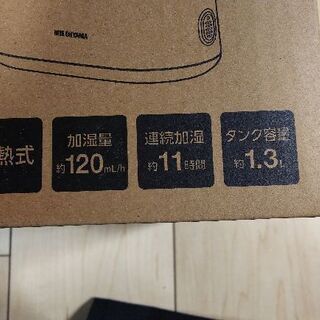 IRIS OHYAMA
熱式
加湿量
約120mL/h
連続加湿
約11時間
タンク容量
約1.3L